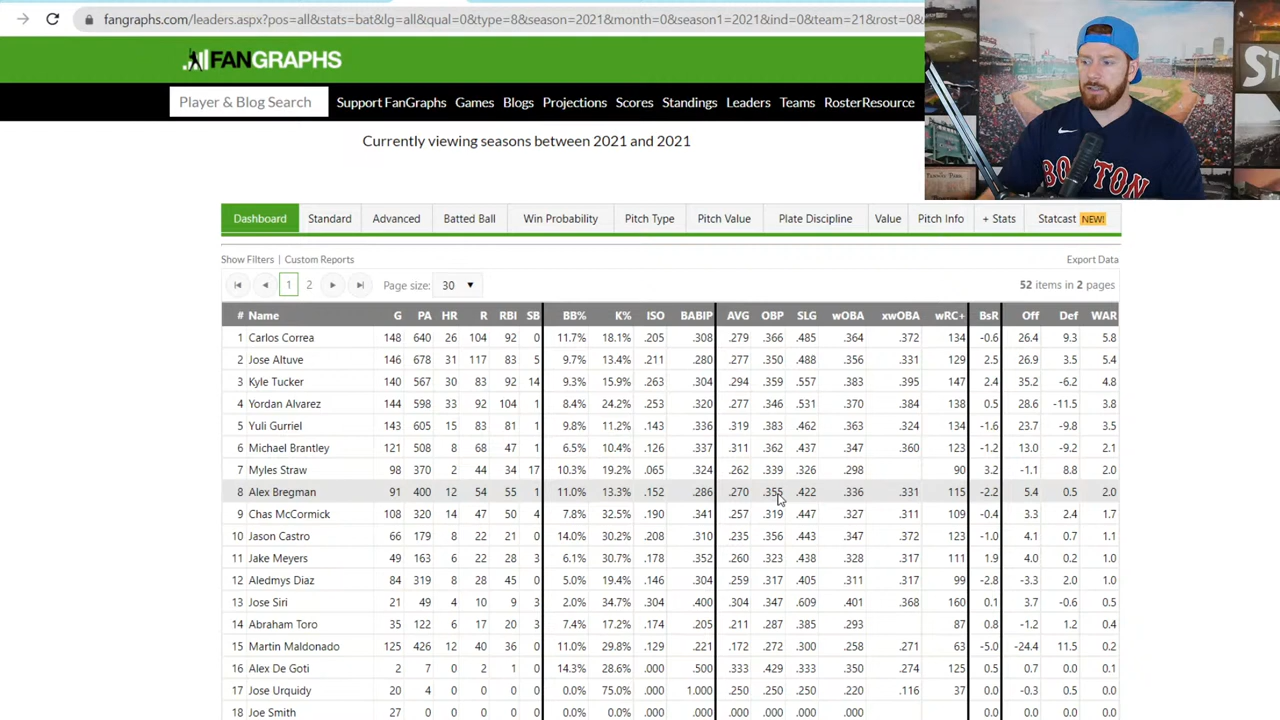 fangraphs.com/leaders.aspx?pos=all&stats=bat&lg=all&qual=0&type=8&season=2021&month=0&season1=2021&ind=0&team=21&rost=0&
FANGRAPHS
Player & Blog Search Support FanGraphs Games Blogs Projections Scores Standings Leaders Teams RosterResource
Currently viewing seasons between 2021 and 2021
Dashboard Standard Advanced Batted Ball Win Probability Pitch Type Pitch Value Plate Discipline Value Pitch Info + Stats Statcast NEW!
Show Filters | Custom Reports Export Data
1 2 Page size: 30 52 items in 2 pages
# Name G PA HR R RBI SB BB% K% ISO BABIP AVG OBP SLG wOBA xwOBA wRC+ BsR Off Def WAR
1 Carlos Correa 148 640 26 104 92 0 11.7% 18.1% .205 .308 .279 .366 .485 .364 .372 134 -0.6 26.4 9.3 5.8
2 Jose Altuve 146 678 31 117 83 5 9.7% 13.4% .211 .280 .277 .350 .488 .356 .331 129 2.5 26.9 3.5 5.4
3 Kyle Tucker 140 567 30 83 92 14 9.3% 15.9% .263 .304 .294 .359 .557 .383 .395 147 2.4 35.2 -6.2 4.8
4 Yordan Alvarez 144 598 33 92 104 1 8.4% 24.2% .253 .320 .277 .346 .531 .370 .384 138 0.5 28.6 -11.5 3.8
5 Yuli Gurriel 143 605 15 83 81 1 9.8% 11.2% .143 .336 .319 .383 .462 .363 .324 134 -1.6 23.7 -9.8 3.5
6 Michael Brantley 121 508 8 68 47 1 6.5% 10.4% .126 .337 .311 .362 .437 .347 .360 123 -1.2 13.0 -9.2 2.1
7 Myles Straw 98 370 2 44 34 17 10.3% 19.2% .065 .324 .262 .339 .326 .298 90 3.2 -1.1 8.8 2.0
8 Alex Bregman 91 400 12 54 55 1 11.0% 13.3% .152 .286 .270 .355 .422 .336 .331 115 -2.2 5.4 0.5 2.0
9 Chas McCormick 108 320 14 47 50 4 7.8% 32.5% .190 .341 .257 .319 .447 .327 .311 109 -0.4 3.3 2.4 1.7
10 Jason Castro 66 179 8 22 21 0 14.0% 30.2% .208 .310 .235 .356 .443 .347 .372 123 -1.0 4.1 0.7 1.1
11 Jake Meyers 49 163 6 22 28 3 6.1% 30.7% .178 .352 .260 .323 .438 .328 .317 111 1.9 4.0 0.2 1.0
12 Aledmys Diaz 84 319 8 28 45 0 5.0% 19.4% .146 .304 .259 .317 .405 .311 .317 99 -2.8 -3.3 2.0 1.0
13 Jose Siri 21 49 4 10 9 3 2.0% 34.7% .304 .400 .304 .347 .609 .401 .368 160 0.1 3.7 -0.6 0.5
14 Abraham Toro 35 122 6 17 20 3 7.4% 17.2% .174 .205 .211 .287 .385 .293 87 0.8 -1.2 1.2 0.4
15 Martin Maldonado 125 426 12 40 36 0 11.0% 29.8% .129 .221 .172 .272 .300 .258 .271 63 -5.0 -24.4 11.5 0.2
16 Alex De Goti 2 7 0 2 1 0 14.3% 28.6% .000 .500 .333 .429 .333 .350 .274 125 0.5 0.7 0.0 0.1
17 Jose Urquidy 20 4 0 0 0 0 0.0% 75.0% .000 1.000 .250 .250 .250 .220 .116 37 0.0 -0.3 0.5 0.0
18 Joe Smith 27 0 0 0 0 0 0.0% 0.0% .000 .000 .000 .000 .000 .000 0.0 0.0 0.0 0.0
BOSTON